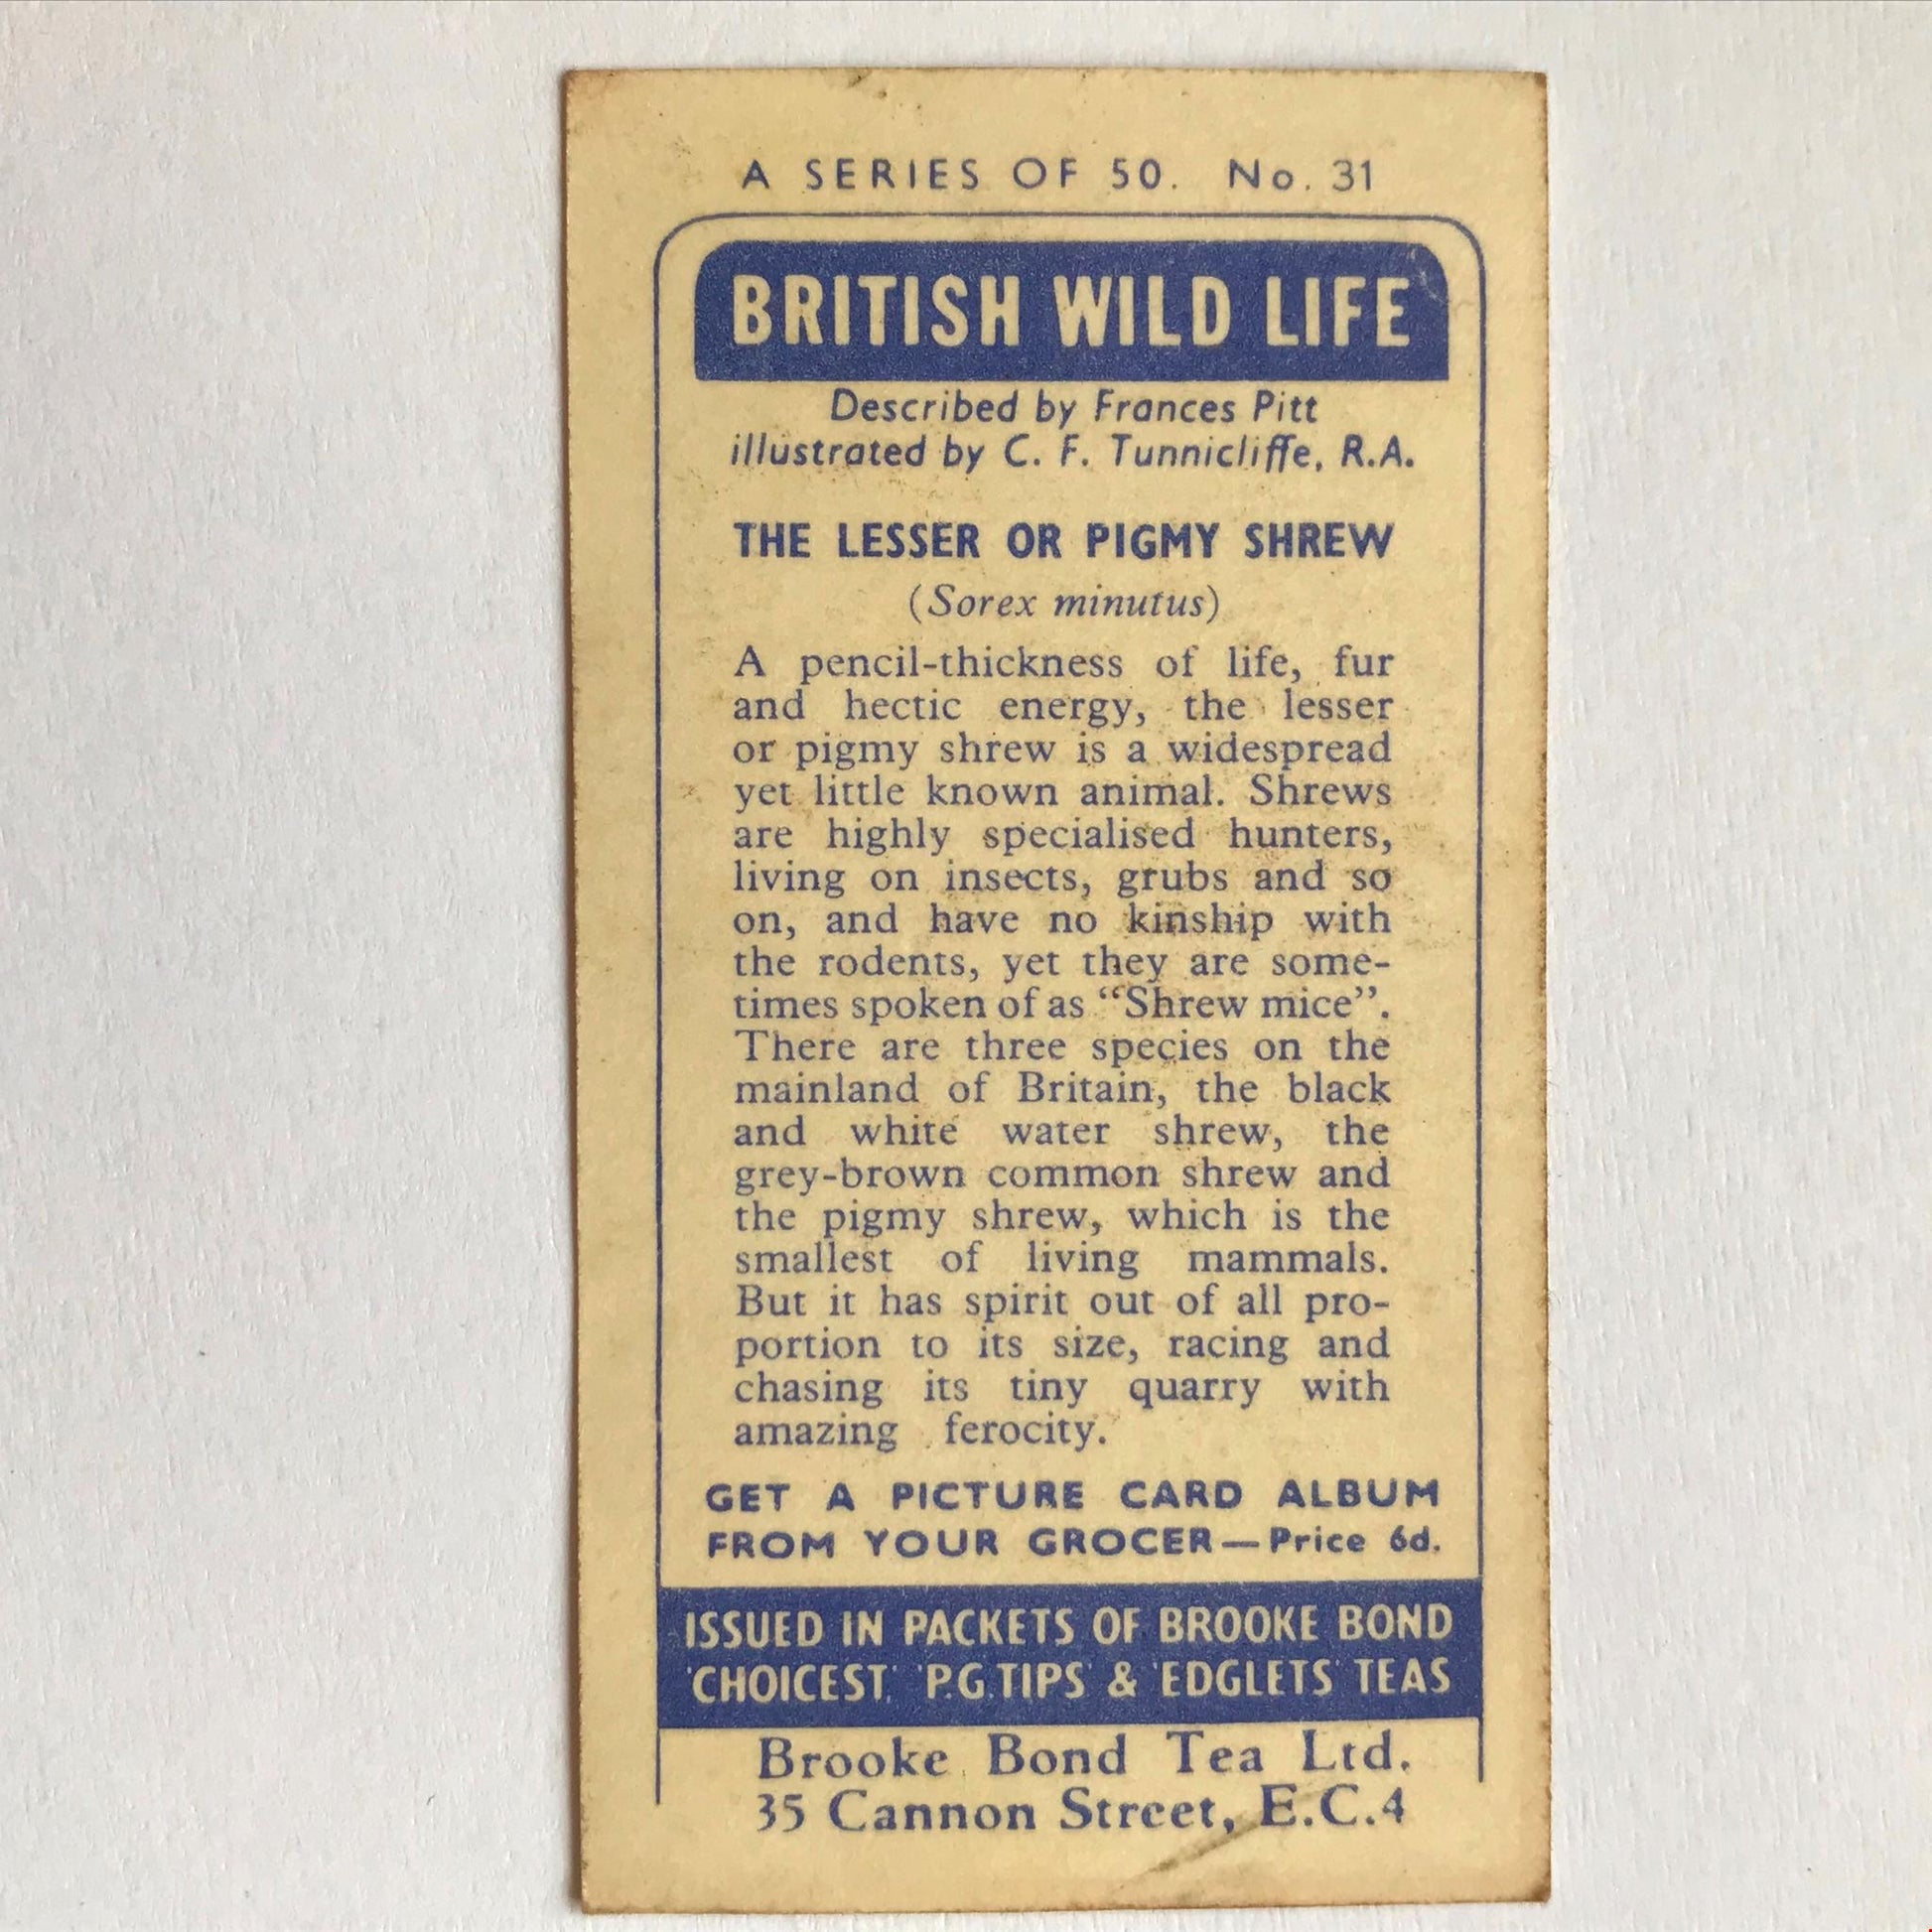 A SERIES OF 50. No. 31
BRITISH WILD LIFE
Described by Frances Pitt
illustrated by C. F. Tunnicliffe, R.A.
THE LESSER OR PIGMY SHREW
(Sorex minutus)
A pencil-thickness of life, fur
and hectic energy, the lesser
or pigmy shrew is a widespread
yet little known animal. Shrews
are highly specialised hunters,
living on insects, grubs and so
on, and have no kinship with
the rodents, yet they are some-
times spoken of as “Shrew mice”.
There are three species on the
mainland of Britain, the black
and white water shrew, the
grey-brown common shrew and
the pigmy shrew, which is the
smallest of living mammals.
But it has spirit out of all pro-
portion to its size, racing and
chasing its tiny quarry with
amazing ferocity.
GET A PICTURE CARD ALBUM
FROM YOUR GROCER—Price 6d.
ISSUED IN PACKETS OF BROOKE BOND
'CHOICEST', 'P.G.TIPS' & 'EDGLETS' TEAS
Brooke Bond Tea Ltd.
35 Cannon Street, E.C.4